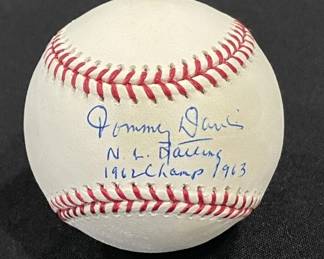 Tommy Davis
N. L. Batting
1962 Champ 1963